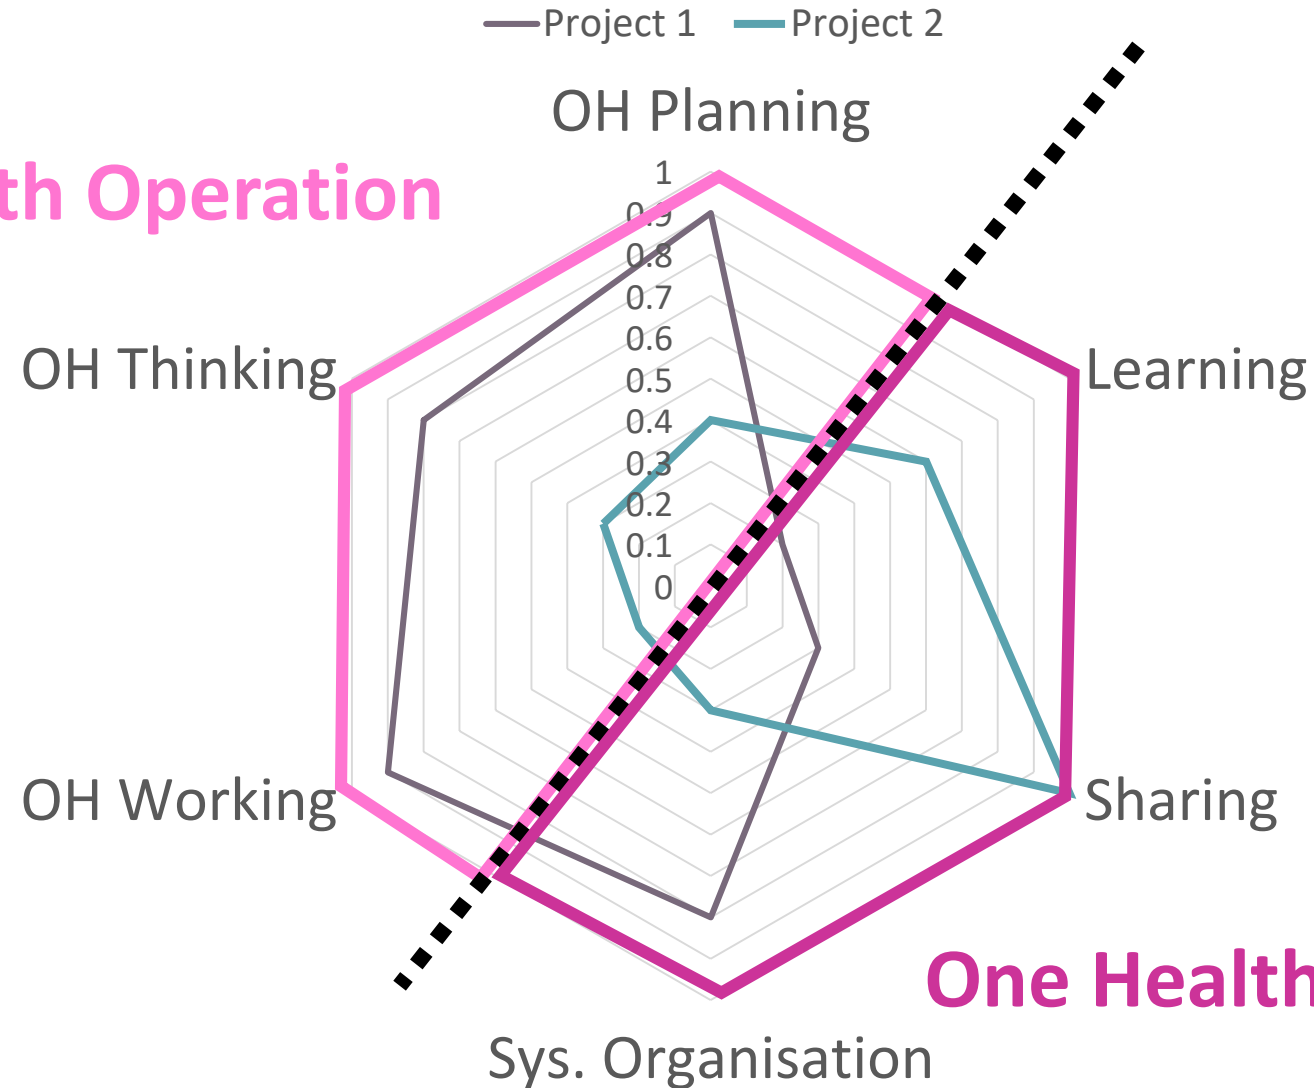 Project 1 Project 2
OH Planning
th Operation
1
0.9
0.8
0.7
0.6
0.5
0.4
0.3
0.2
0.1
0
OH Thinking
Learning
OH Working
Sharing
One Health
Sys. Organisation